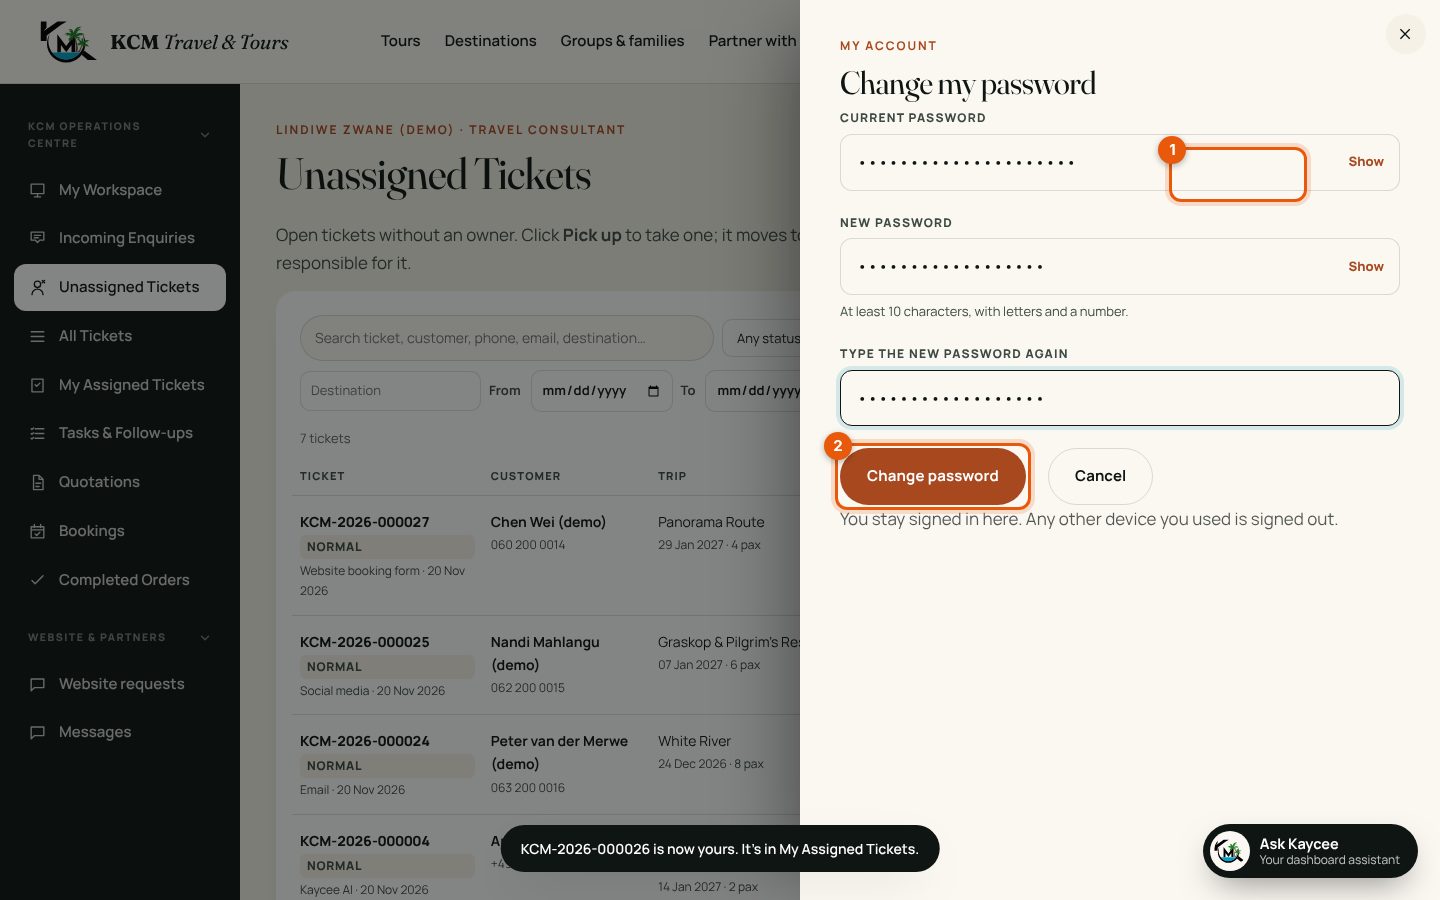 KCM Travel & Tours
Tours
Destinations
Groups & families
Partner with
KCM OPERATIONS
CENTRE
My Workspace
Incoming Enquiries
Unassigned Tickets
All Tickets
My Assigned Tickets
Tasks & Follow-ups
Quotations
Bookings
Completed Orders
WEBSITE & PARTNERS
Website requests
Messages
LINDIWE ZWANE (DEMO) · TRAVEL CONSULTANT
Unassigned Tickets
Open tickets without an owner. Click Pick up to take one; it moves
responsible for it.
Search ticket, customer, phone, email, destination...
Any status
Destination
From
mm/dd/yyyy
To
mm/dd/yyyy
7 tickets
TICKET
CUSTOMER
TRIP
KCM-2026-000027
NORMAL
Website booking form · 20 Nov
2026
Chen Wei (demo)
060 200 0014
Panorama Route
29 Jan 2027 · 4 pax
KCM-2026-000025
NORMAL
Social media · 20 Nov 2026
Nandi Mahlangu
(demo)
062 200 0015
Graskop & Pilgrim's
07 Jan 2027 · 6 pax
KCM-2026-000024
NORMAL
Email · 20 Nov 2026
Peter van der Merwe
(demo)
063 200 0016
White River
24 Dec 2026 · 8 pax
KCM-2026-000004
NORMAL
Kaycee AI · 20 Nov 2026
14 Jan 2027 · 2 pax
KCM-2026-000026 is now yours. It's in My Assigned Tickets.
MY ACCOUNT
Change my password
CURRENT PASSWORD
1
Show
NEW PASSWORD
Show
At least 10 characters, with letters and a number.
TYPE THE NEW PASSWORD AGAIN
2
Change password
Cancel
You stay signed in here. Any other device you used is signed out.
Ask Kaycee
Your dashboard assistant